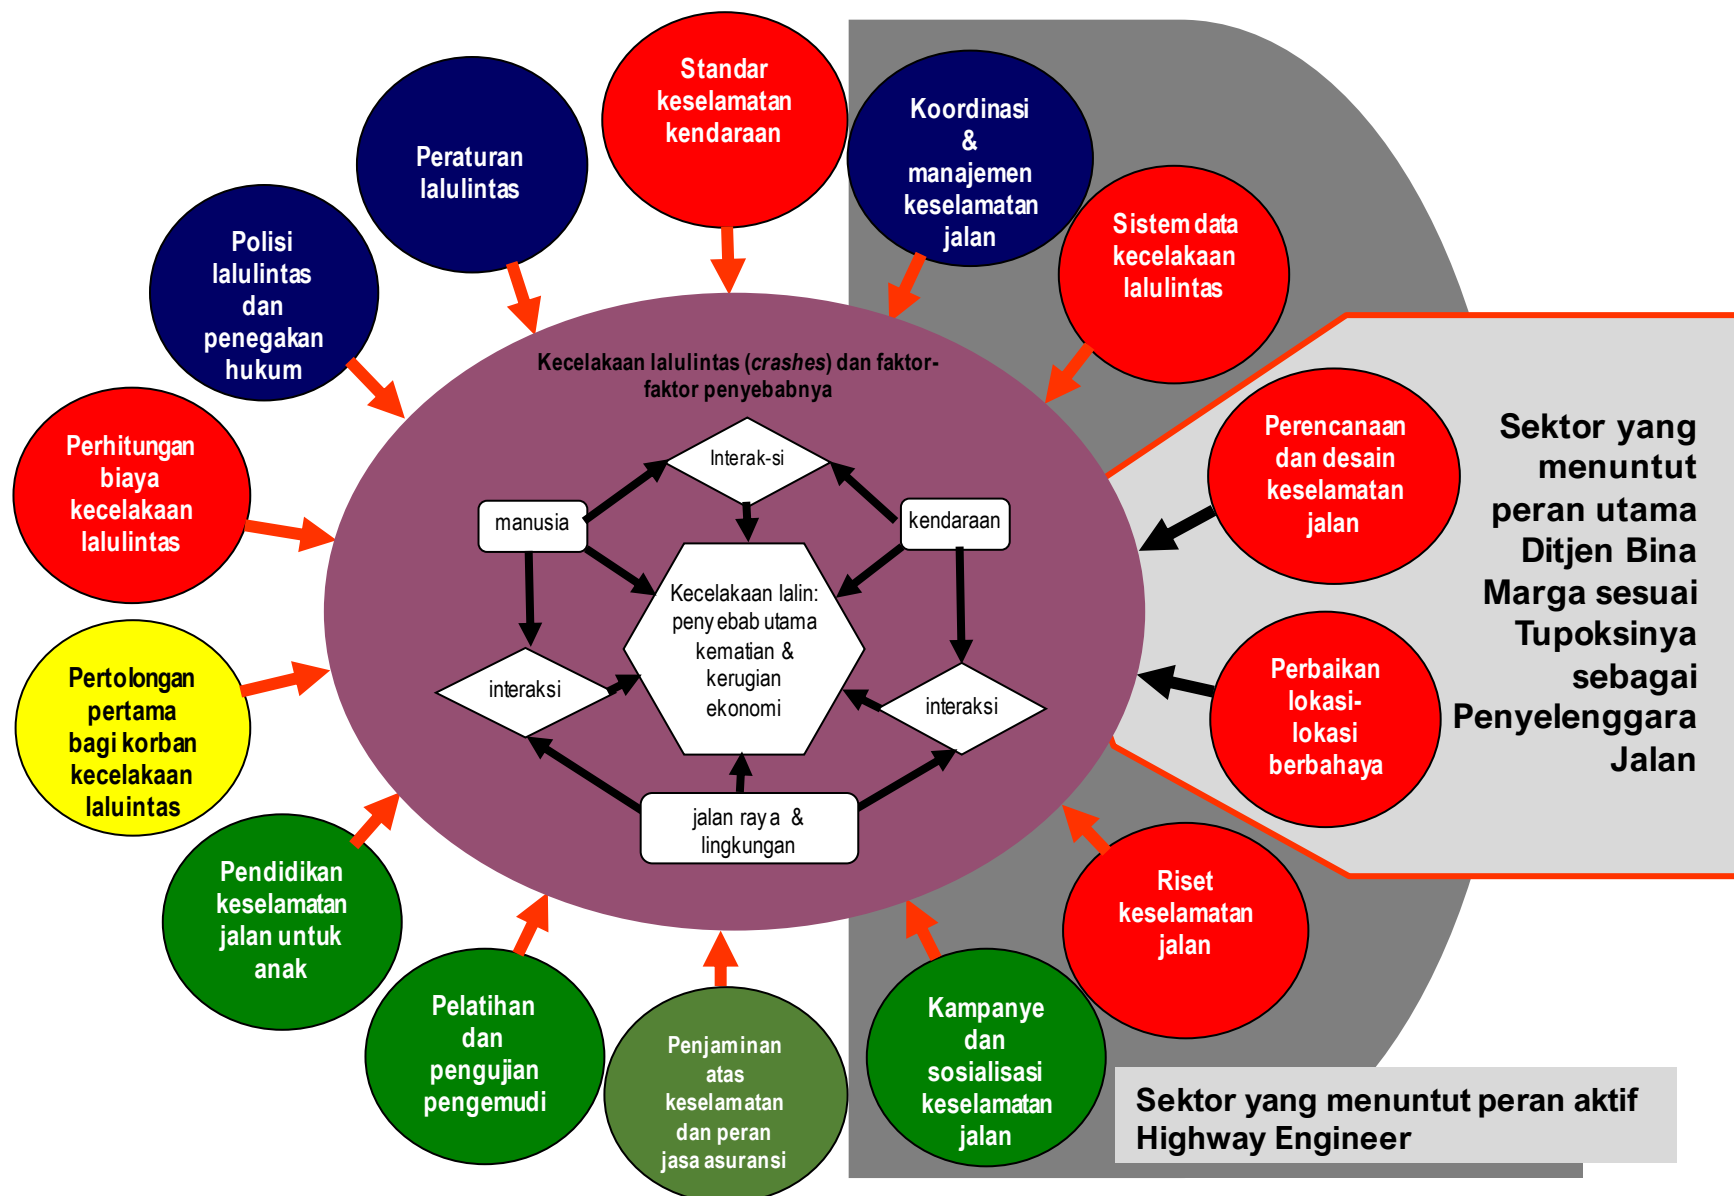 Standar
keselamatan
kendaraan
Koordinasi
&
manajemen
keselamatan
jalan
Peraturan
lalulintas
Sistem data
kecelakaan
lalulintas
Polisi
lalulintas
dan
penegakan
hukum
Kecelakaan lalulintas (crashes) dan faktor-
faktor penyebabnya
Perhitungan
biaya
kecelakaan
lalulintas
Interak-si
manusia
kendaraan
Kecelakaan lalin:
penyebab utama
kematian &
kerugian
ekonomi
interaksi
interaksi
jalan raya &
lingkungan
Perencanaan
dan desain
keselamatan
jalan
Sektor yang
menuntut
peran utama
Ditjen Bina
Marga sesuai
Tupoksinya
sebagai
Penyelenggara
Jalan
Perbaikan
lokasi-
lokasi
berbahaya
Pertolongan
pertama
bagi korban
kecelakaan
laluintas
Pendidikan
keselamatan
jalan untuk
anak
Riset
keselamatan
jalan
Pelatihan
dan
pengujian
pengemudi
Penjaminan
atas
keselamatan
dan peran
jasa asuransi
Kampanye
dan
sosialisasi
keselamatan
jalan
Sektor yang menuntut peran aktif
Highway Engineer